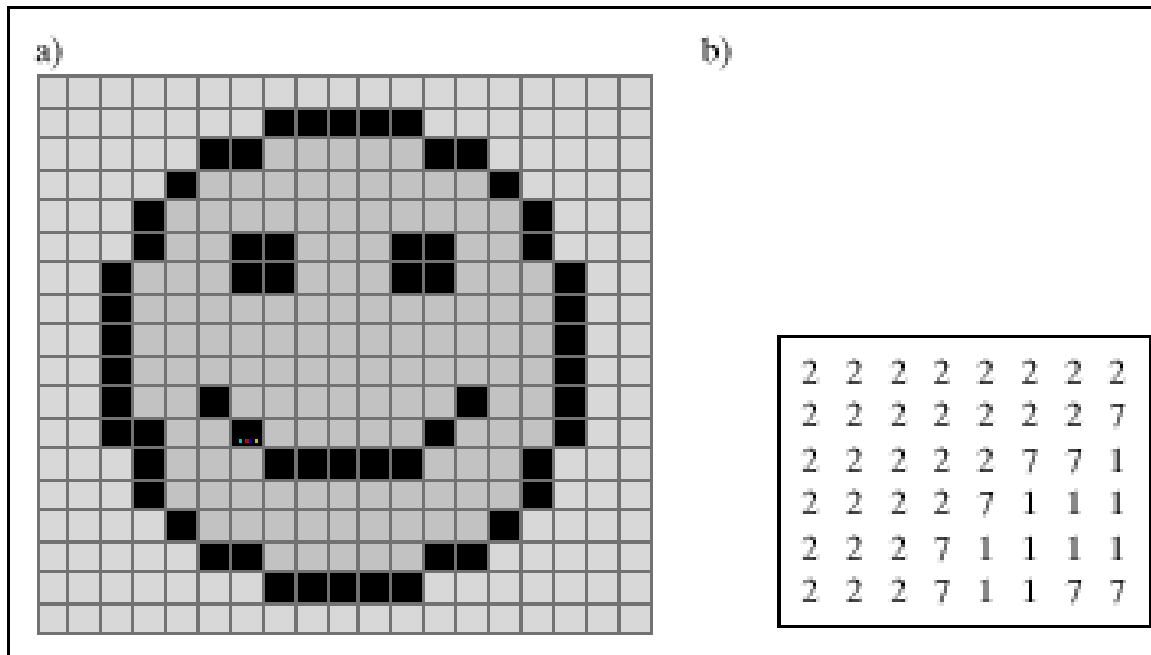 a)
b)
2 2 2 2 2 2 2 2
2 2 2 2 2 2 2 7
2 2 2 2 2 7 7 1
2 2 2 2 7 1 1 1
2 2 2 7 1 1 1 1
2 2 2 7 1 1 7 7